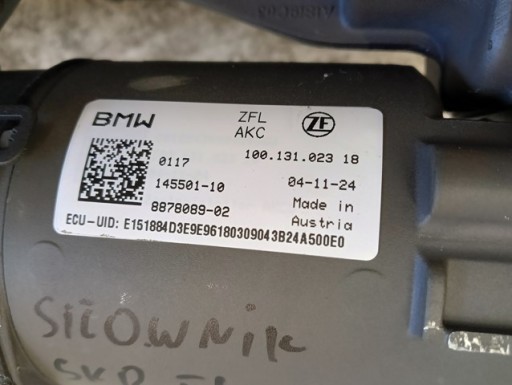 BMW ZFL ZF
AKC
0117 100.131.023 18
145501-10 04-11-24
8878089-02 Made in
Austria
ECU-UID: E151884D3E9E96180309043B24A500E0
SIŁOWNIK